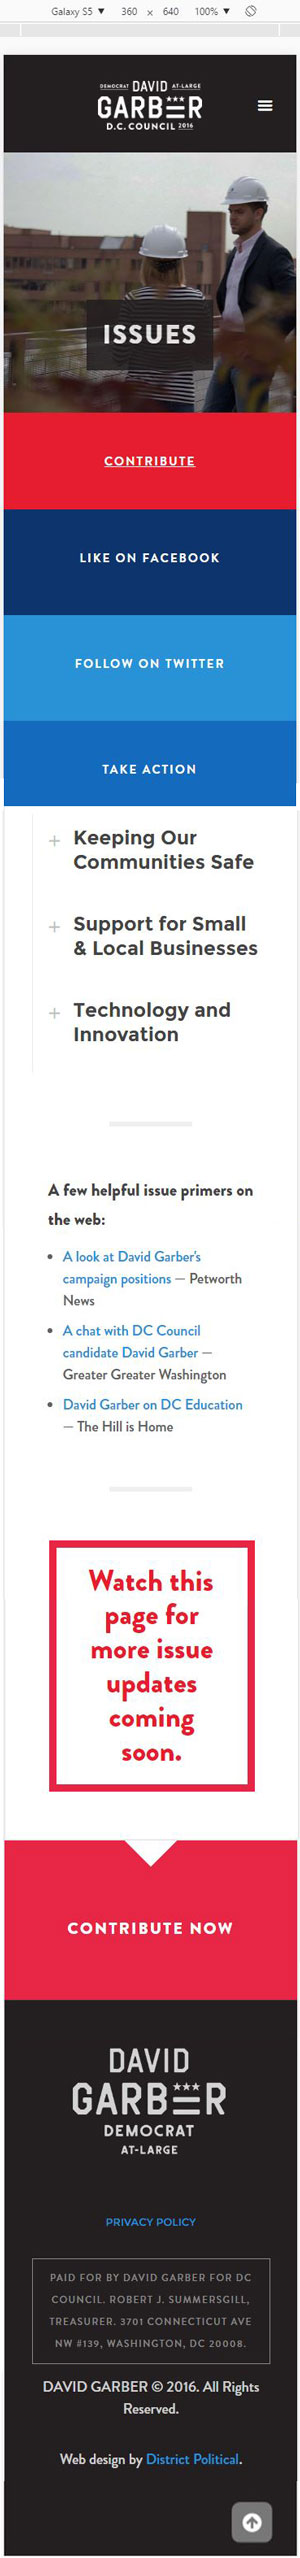 Galaxy S5 ▼ 360 × 640 100% ▼
DEMOCRAT DAVID AT-LARGE
GARBER
D.C. COUNCIL 2016
ISSUES
CONTRIBUTE
LIKE ON FACEBOOK
FOLLOW ON TWITTER
TAKE ACTION
+ Keeping Our
Communities Safe
+ Support for Small
& Local Businesses
+ Technology and
Innovation
A few helpful issue primers on
the web:
• A look at David Garber's
campaign positions — Petworth
News
• A chat with DC Council
candidate David Garber —
Greater Greater Washington
• David Garber on DC Education
— The Hill is Home
Watch this
page for
more issue
updates
coming
soon.
CONTRIBUTE NOW
DAVID
GARBER
DEMOCRAT
AT-LARGE
PRIVACY POLICY
PAID FOR BY DAVID GARBER FOR DC
COUNCIL. ROBERT J. SUMMERSGILL,
TREASURER. 3701 CONNECTICUT AVE
NW #139, WASHINGTON, DC 20008.
DAVID GARBER © 2016. All Rights
Reserved.
Web design by District Political.